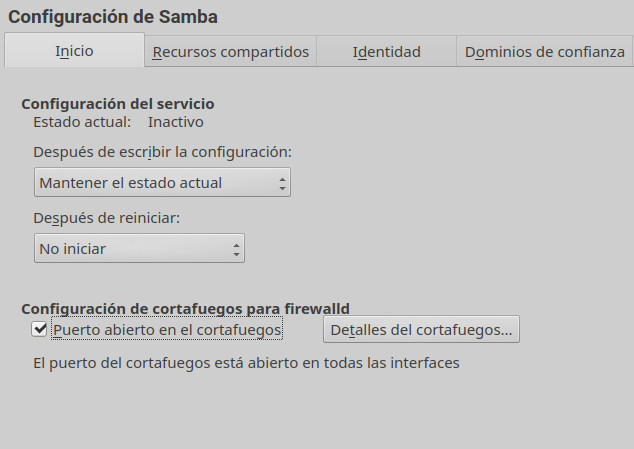 Configuración de Samba
Inicio
Recursos compartidos
Identidad
Dominios de confianza
Configuración del servicio
Estado actual: Inactivo
Después de escribir la configuración:
Mantener el estado actual
Después de reiniciar:
No iniciar
Configuración de cortafuegos para firewalld
Puerto abierto en el cortafuegos
Detalles del cortafuegos...
El puerto del cortafuegos está abierto en todas las interfaces